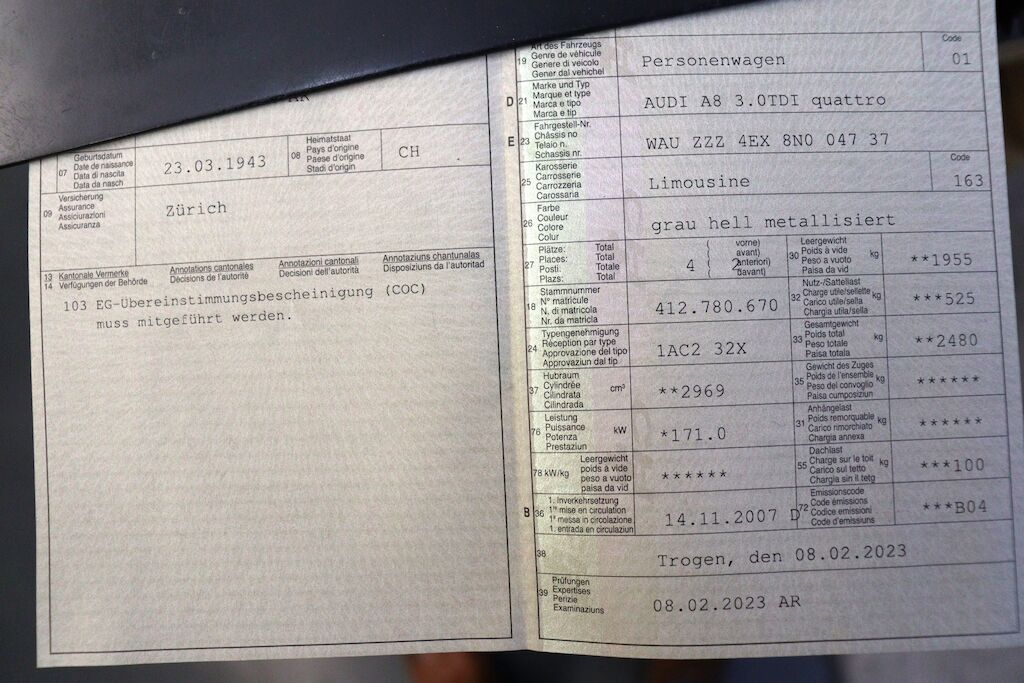 AR
07
Geburtsdatum
Date de naissance
Data di nascita
Data da nasch
23.03.1943
08
Heimatstaat
Pays d'origine
Paese d'origine
Stadi d'origin
CH
09
Versicherung
Assurance
Assicurazioni
Assicuranza
Zürich
13
14
Kantonale Vermerke
Verfügungen der Behörde
Annotations cantonales
Décisions de l'autorité
Annotazioni cantonali
Decisioni dell'autorità
Annotaziuns chantunalas
Disposiziuns da l'autoritad
103 EG-Übereinstimmungsbescheinigung (COC)
muss mitgeführt werden.
19
Art des Fahrzeugs
Genre de véhicule
Genere di veicolo
Gener dal vehichel
Personenwagen
Code
01
D 21
Marke und Typ
Marque et type
Marca e tipo
Marca e tip
AUDI A8 3.0TDI quattro
E 23
Fahrgestell-Nr.
Châssis no
Telaio n.
Schassis nr.
WAU ZZZ 4EX 8N0 047 37
25
Karosserie
Carrosserie
Carrozzeria
Carossaria
Limousine
Code
163
26
Farbe
Couleur
Colore
Colur
grau hell metallisiert
27
Plätze: Total
Places: Total
Posti: Totale
Plazs: Total
4
( vorne)
( avant)
2
( anteriori)
( davant)
30
Leergewicht
Poids à vide
Peso a vuoto
Paisa da vid
kg
**1955
18
Stammnummer
N° matricule
N. di matricola
Nr. da matricla
412.780.670
32
Nutz-/Sattellast
Charge utile/sellette
Carico utile/sella
Chargia utila/sella
kg
***525
24
Typengenehmigung
Réception par type
Approvazione del tipo
Approvaziun dal tip
1AC2 32X
33
Gesamtgewicht
Poids total
Peso totale
Paisa totala
kg
**2480
37
Hubraum
Cylindrée
Cilindrata
Cilindrada
cm³
**2969
35
Gewicht des Zuges
Poids de l'ensemble
Peso del convoglio
Paisa cumposiziun
kg
******
76
Leistung
Puissance
Potenza
Prestaziun
kW
*171.0
31
Anhängelast
Poids remorquable
Carico rimorchiato
Chargia annexa
kg
******
78 kW/kg
Leergewicht
poids à vide
peso a vuoto
paisa da vid
******
55
Dachlast
Charge sur le toit
Carico sul tetto
Chargia sin il tetg
kg
***100
B 36
1. Inverkehrsetzung
1re mise en circulation
1a messa in circolazione
1. entrada en circulaziun
14.11.2007 D
72
Emissionscode
Code émissions
Codice emissioni
Code d'emissiuns
***B04
38
Trogen, den 08.02.2023
39
Prüfungen
Expertises
Perizie
Examinaziuns
08.02.2023 AR